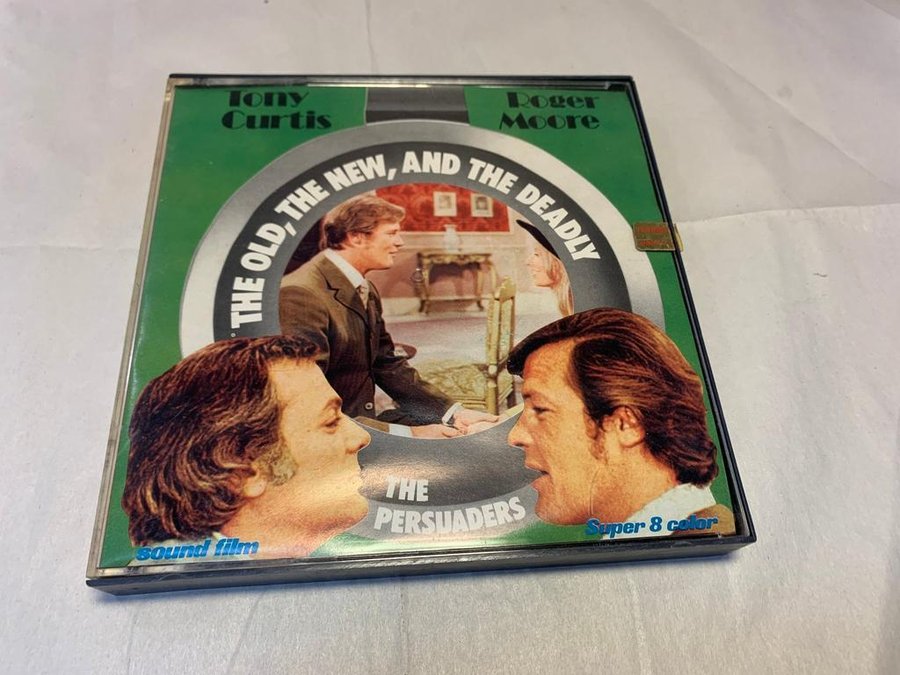 Tony Curtis
Roger Moore
THE OLD, THE NEW, AND THE DEADLY
THE PERSUADERS
sound film
Super 8 color